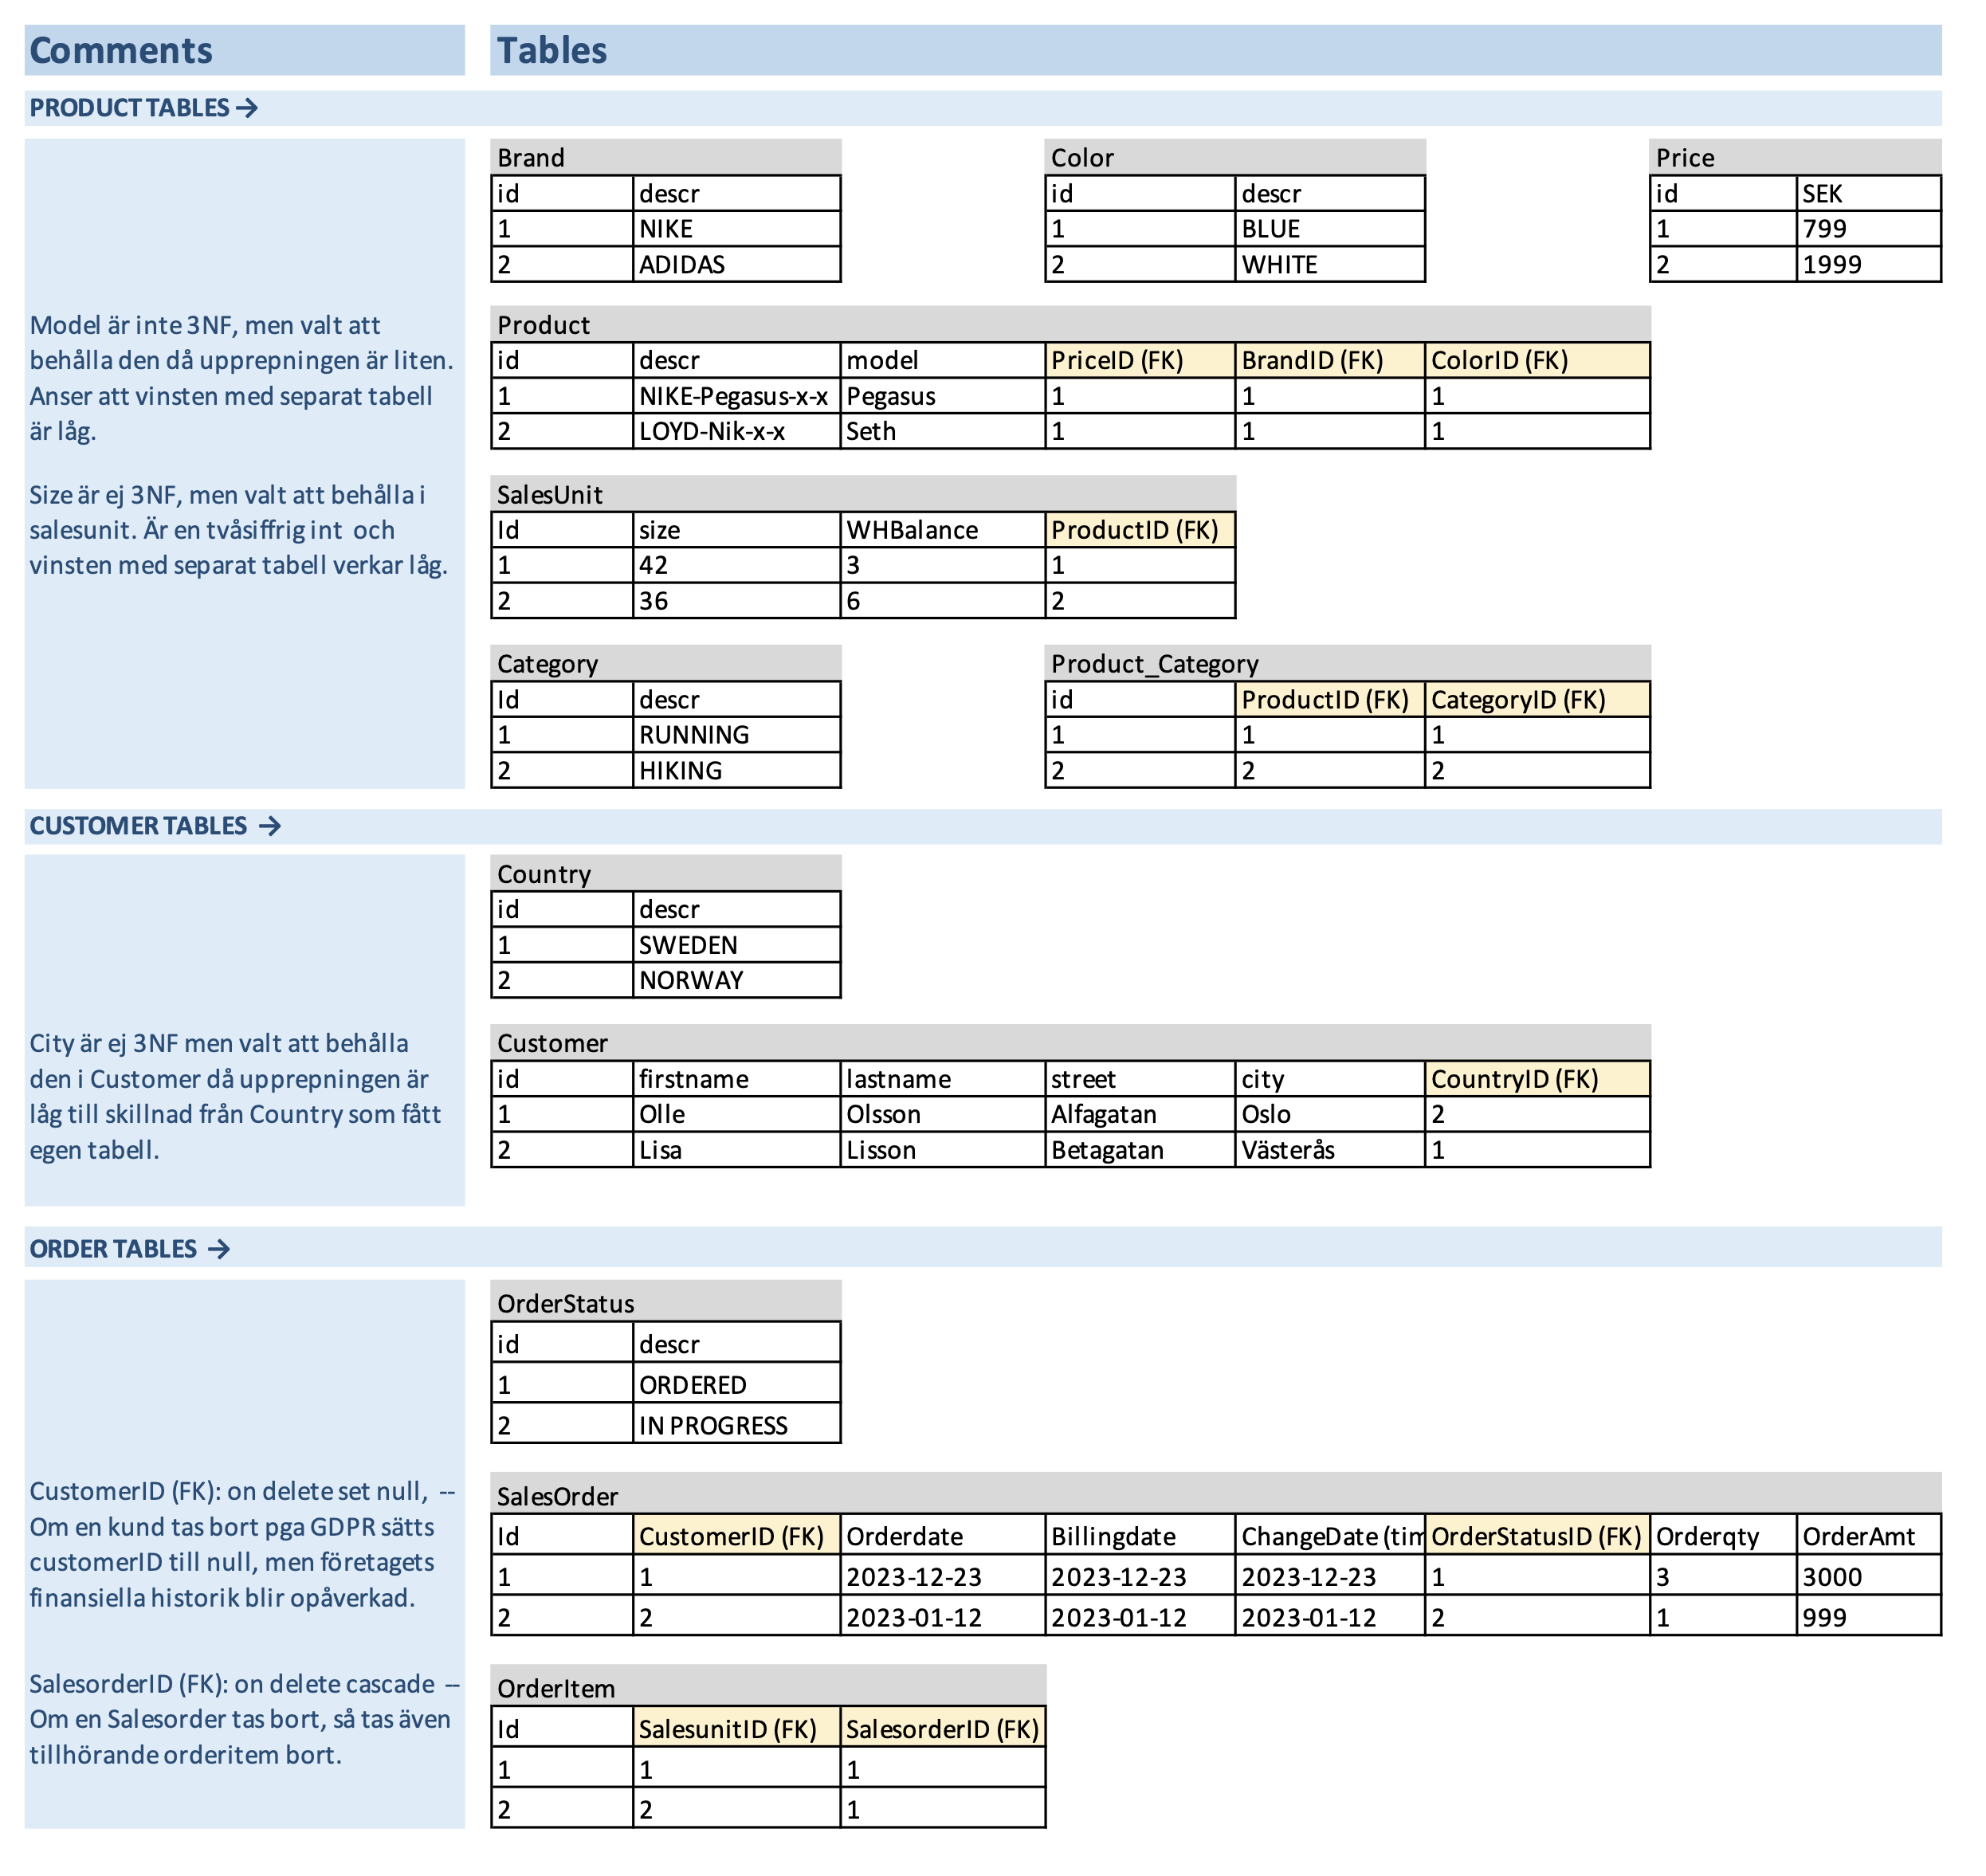 Comments
Tables
PRODUCT TABLES →
Brand
id descr
1 NIKE
2 ADIDAS
Color
id descr
1 BLUE
2 WHITE
Price
id SEK
1 799
2 1999
Model är inte 3NF, men valt att
behålla den då upprepningen är liten.
Anser att vinsten med separat tabell
är låg.
Product
id descr model PriceID (FK) BrandID (FK) ColorID (FK)
1 NIKE-Pegasus-x-x Pegasus 1 1 1
2 LOYD-Nik-x-x Seth 1 1 1
Size är ej 3NF, men valt att behålla i
salesunit. Är en tvåsiffrig int och
vinsten med separat tabell verkar låg.
SalesUnit
Id size WHBalance ProductID (FK)
1 42 3 1
2 36 6 2
Category
Id descr
1 RUNNING
2 HIKING
Product_Category
id ProductID (FK) CategoryID (FK)
1 1 1
2 2 2
CUSTOMER TABLES →
Country
id descr
1 SWEDEN
2 NORWAY
City är ej 3NF men valt att behålla
den i Customer då upprepningen är
låg till skillnad från Country som fått
egen tabell.
Customer
id firstname lastname street city CountryID (FK)
1 Olle Olsson Alfagatan Oslo 2
2 Lisa Lisson Betagatan Västerås 1
ORDER TABLES →
OrderStatus
id descr
1 ORDERED
2 IN PROGRESS
CustomerID (FK): on delete set null, --
Om en kund tas bort pga GDPR sätts
customerID till null, men företagets
finansiella historik blir opåverkad.
SalesOrder
Id CustomerID (FK) Orderdate Billingdate ChangeDate (tim OrderStatusID (FK) Orderqty OrderAmt
1 1 2023-12-23 2023-12-23 2023-12-23 1 3 3000
2 2 2023-01-12 2023-01-12 2023-01-12 2 1 999
SalesorderID (FK): on delete cascade --
Om en Salesorder tas bort, så tas även
tillhörande orderitem bort.
OrderItem
Id SalesunitID (FK) SalesorderID (FK)
1 1 1
2 2 1